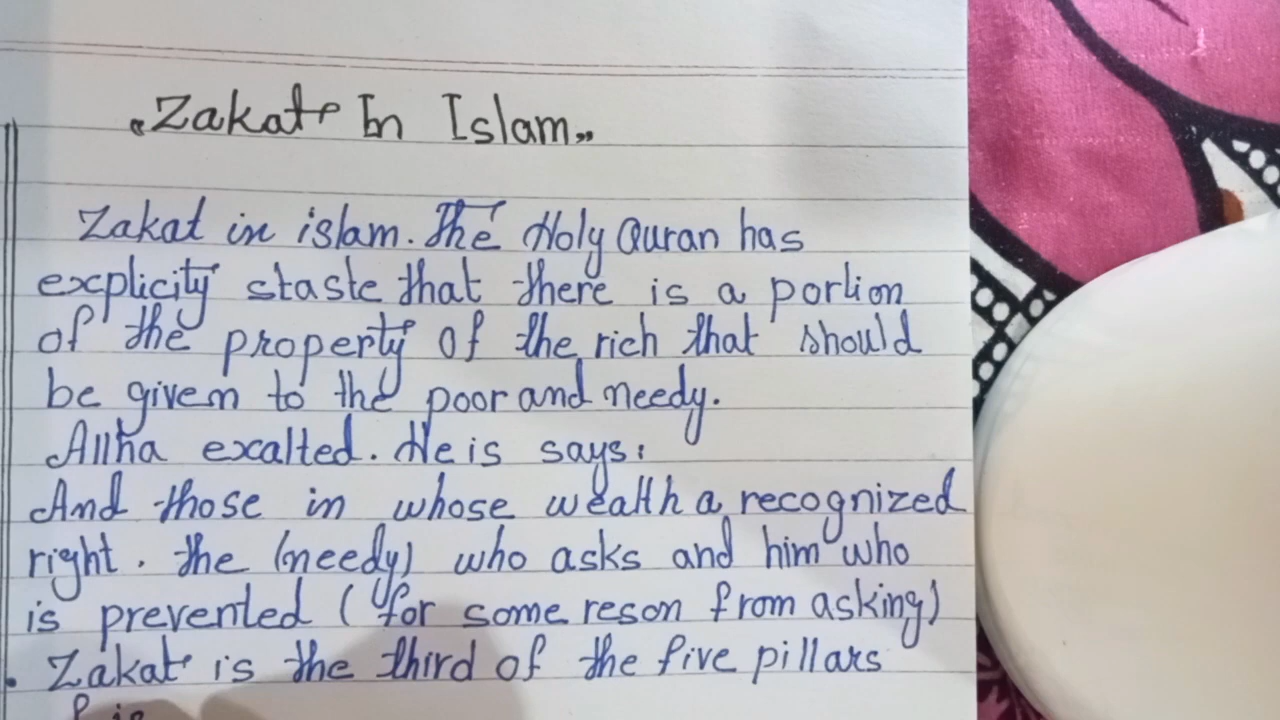 "Zakat In Islam"
Zakat in islam. The Holy Quran has
explicity staste that there is a portion
of the property of the rich that should
be given to the poor and needy.
Allha exalted. He is says:
And those in whose wealth a recognized
right. the (needy) who asks and him who
is prevented (for some reson from asking)
. Zakat is the third of the five pillars